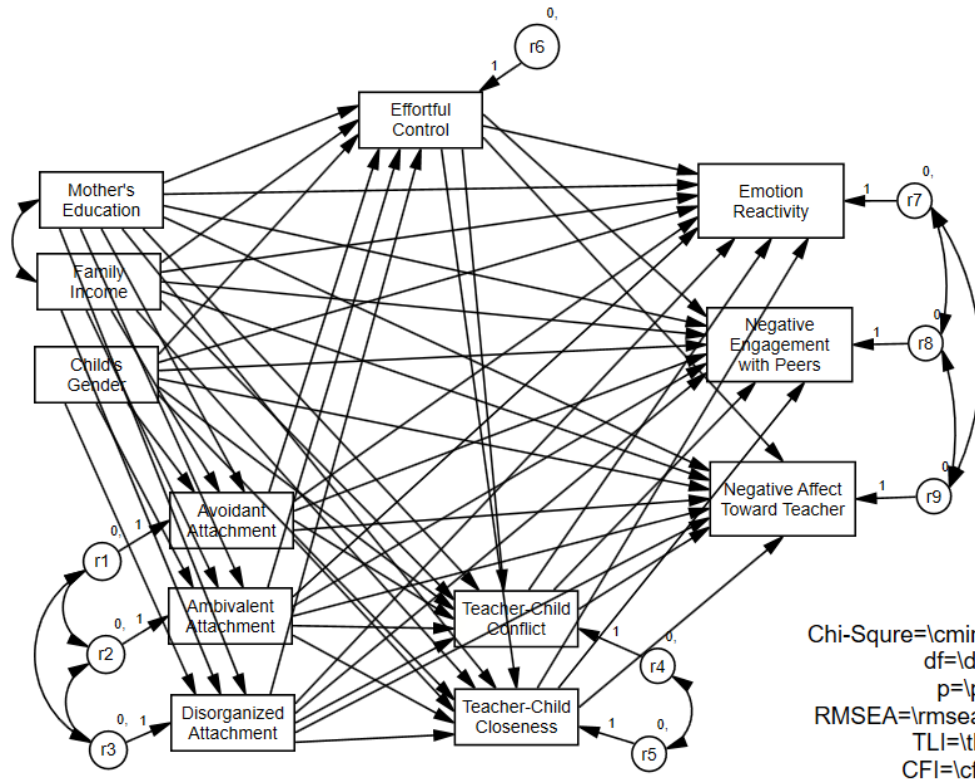 0,
r6
1
Effortful
Control
Mother's
Education
Emotion
Reactivity
1
0,
r7
Family
Income
Negative
Engagement
with Peers
1
0,
r8
Child's
Gender
Negative Affect
Toward Teacher
1
0,
r9
Avoidant
Attachment
0,
1
r1
Ambivalent
Attachment
0,
1
r2
Teacher-Child
Conflict
1
0,
r4
Disorganized
Attachment
0,
1
r3
Teacher-Child
Closeness
1
0,
r5
Chi-Squre=\cmin
df=\d
p=\p
RMSEA=\rmsea
TLI=\tl
CFI=\cf